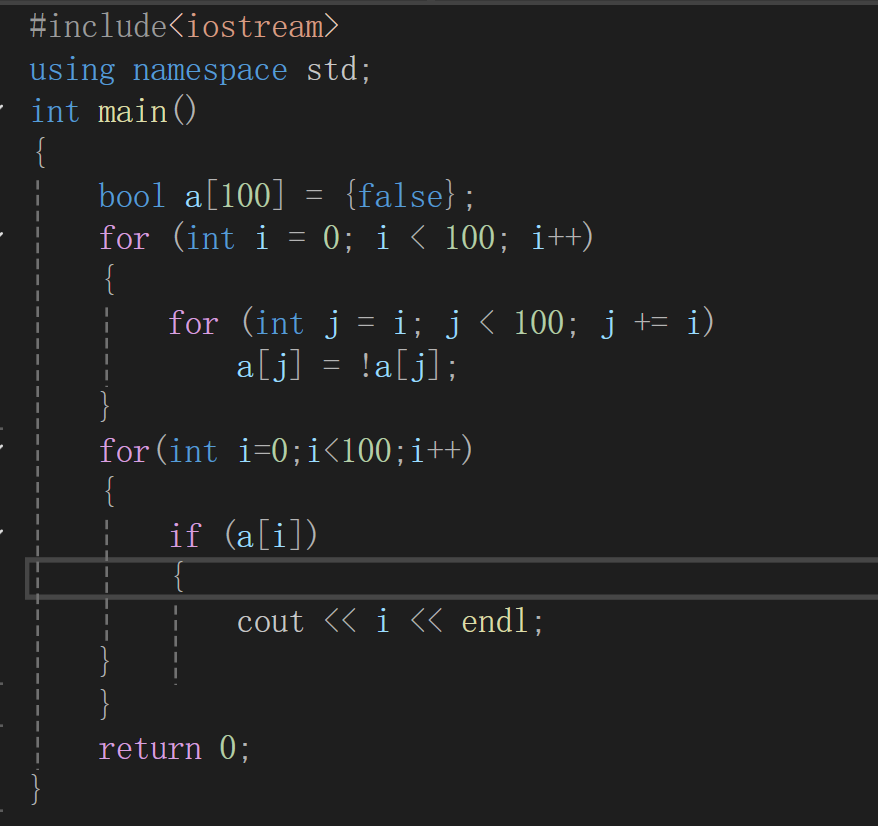 #include<iostream>
using namespace std;
int main()
{
    bool a[100] = {false};
    for (int i = 0; i < 100; i++)
    {
        for (int j = i; j < 100; j += i)
            a[j] = !a[j];
    }
    for(int i=0;i<100;i++)
    {
        if (a[i])
        {
            cout << i << endl;
    }
    }
    return 0;
}